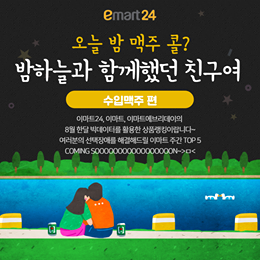 emart24
오늘 밤 맥주 콜?
밤하늘과 함께했던 친구여
수입맥주 편
이마트24, 이마트, 이마트에브리데이의
8월 한달 빅데이터를 활용한 상품랭킹이랍니다~
여러분의 선택장애를 해결해드릴 이마트 주간 TOP 5
COMING SOOOOOOOOOOOOOOOOOON~>ㅁ<